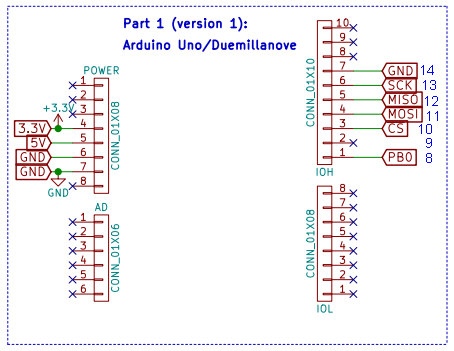 Part 1 (version 1):
Arduino Uno/Duemillanove
POWER
1
2
3
4
5
6
7
8
CONN_01X08
+3.3V
3.3V
5V
GND
GND
GND
AD
1
2
3
4
5
6
CONN_01X06
10
9
8
7
6
5
4
3
2
1
CONN_01X10
IOH
GND 14
SCK 13
MISO 12
MOSI 11
CS 10
9
PB0 8
8
7
6
5
4
3
2
1
CONN_01X08
IOL